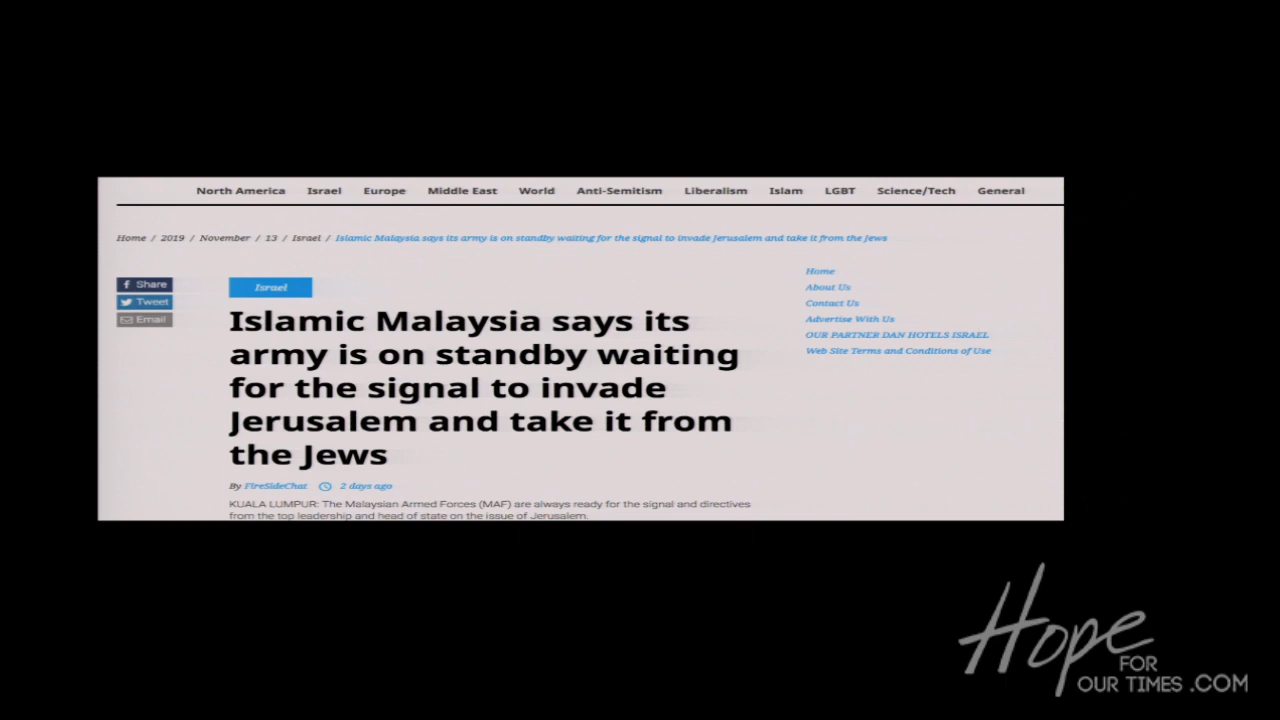 North America Israel Europe Middle East World Anti-Semitism Liberalism Islam LGBT Science/Tech General
Home / 2019 / November / 13 / Israel / Islamic Malaysia says its army is on standby waiting for the signal to invade Jerusalem and take it from the Jews
Share
Tweet
Email
Israel
Islamic Malaysia says its
army is on standby waiting
for the signal to invade
Jerusalem and take it from
the Jews
By FireSideChat 2 days ago
KUALA LUMPUR: The Malaysian Armed Forces (MAF) are always ready for the signal and directives
from the top leadership and head of state on the issue of Jerusalem.
Home
About Us
Contact Us
Advertise With Us
OUR PARTNER DAN HOTELS ISRAEL
Web Site Terms and Conditions of Use
Hope
FOR
OUR TIMES .COM